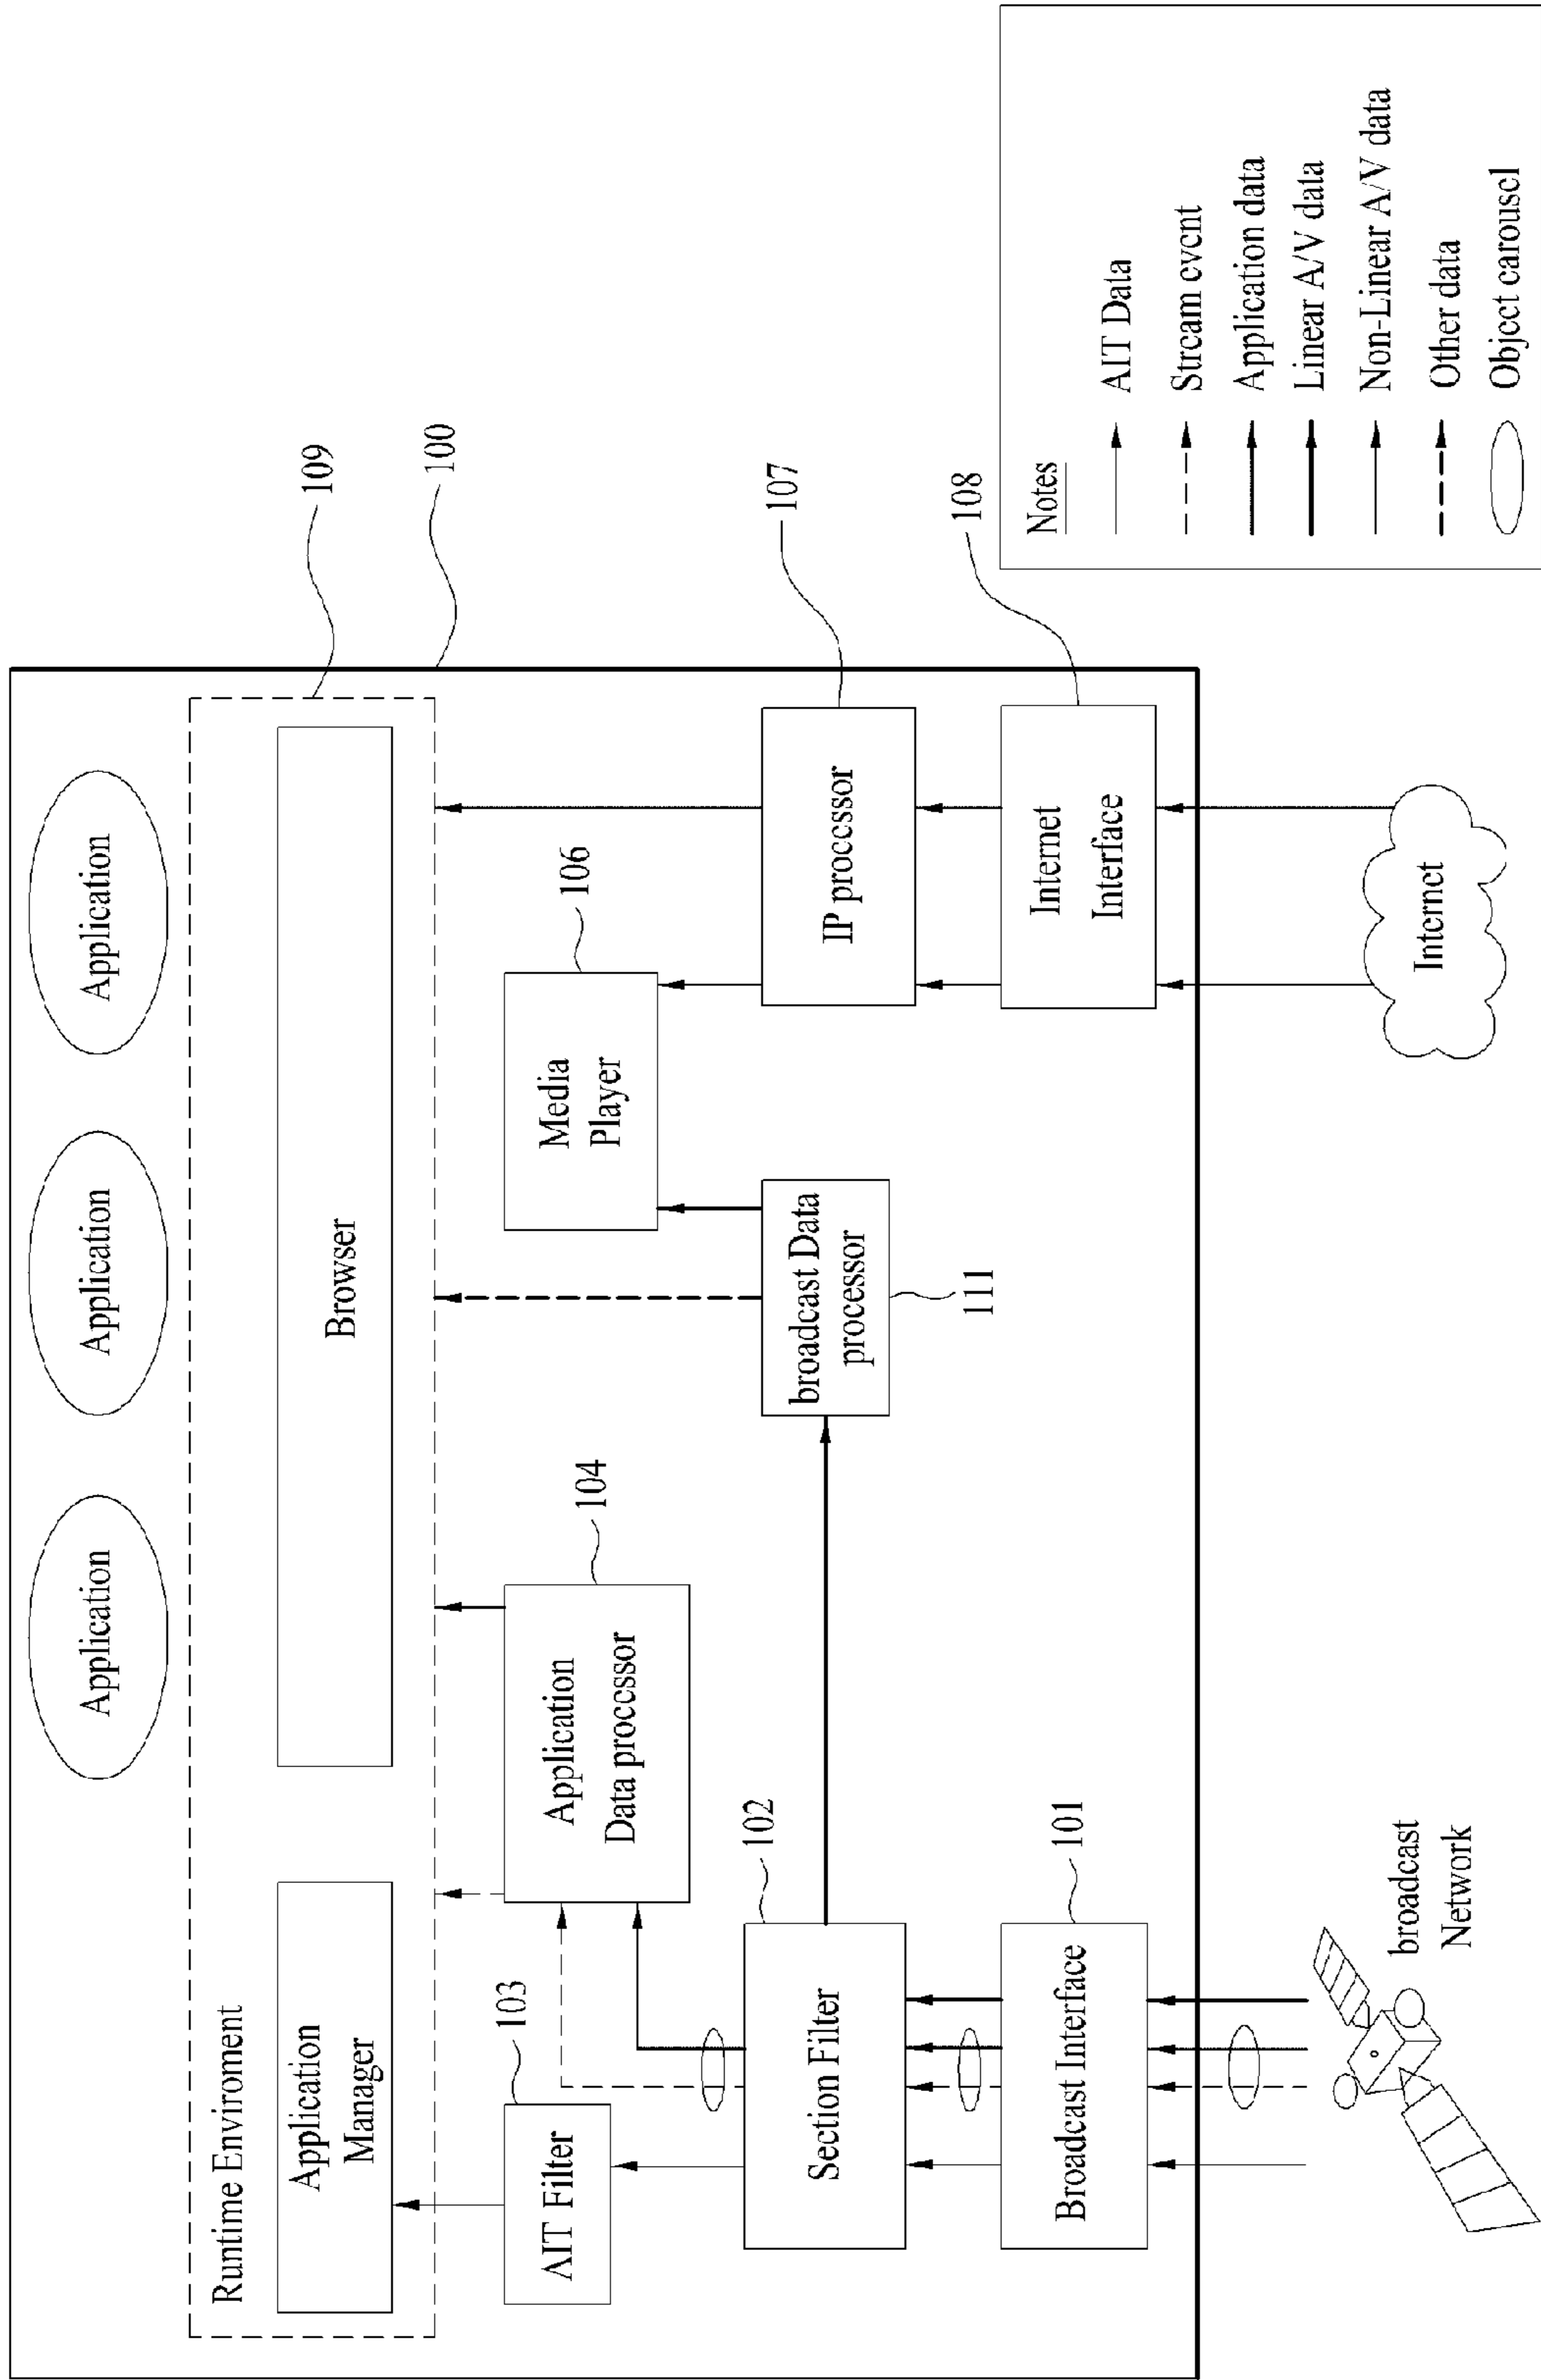 Application
Application
Application
Runtime Enviroment
109
Application
Manager
Browser
100
103
AIT Filter
Application
Data processor
104
Media
Player
106
102
Section Filter
broadcast Data
processor
111
IP processor
107
101
Broadcast Interface
Internet
Interface
108
broadcast
Network
Internet
Notes
AIT Data
Stream event
Application data
Linear A/V data
Non-Linear A/V data
Other data
Object carousel